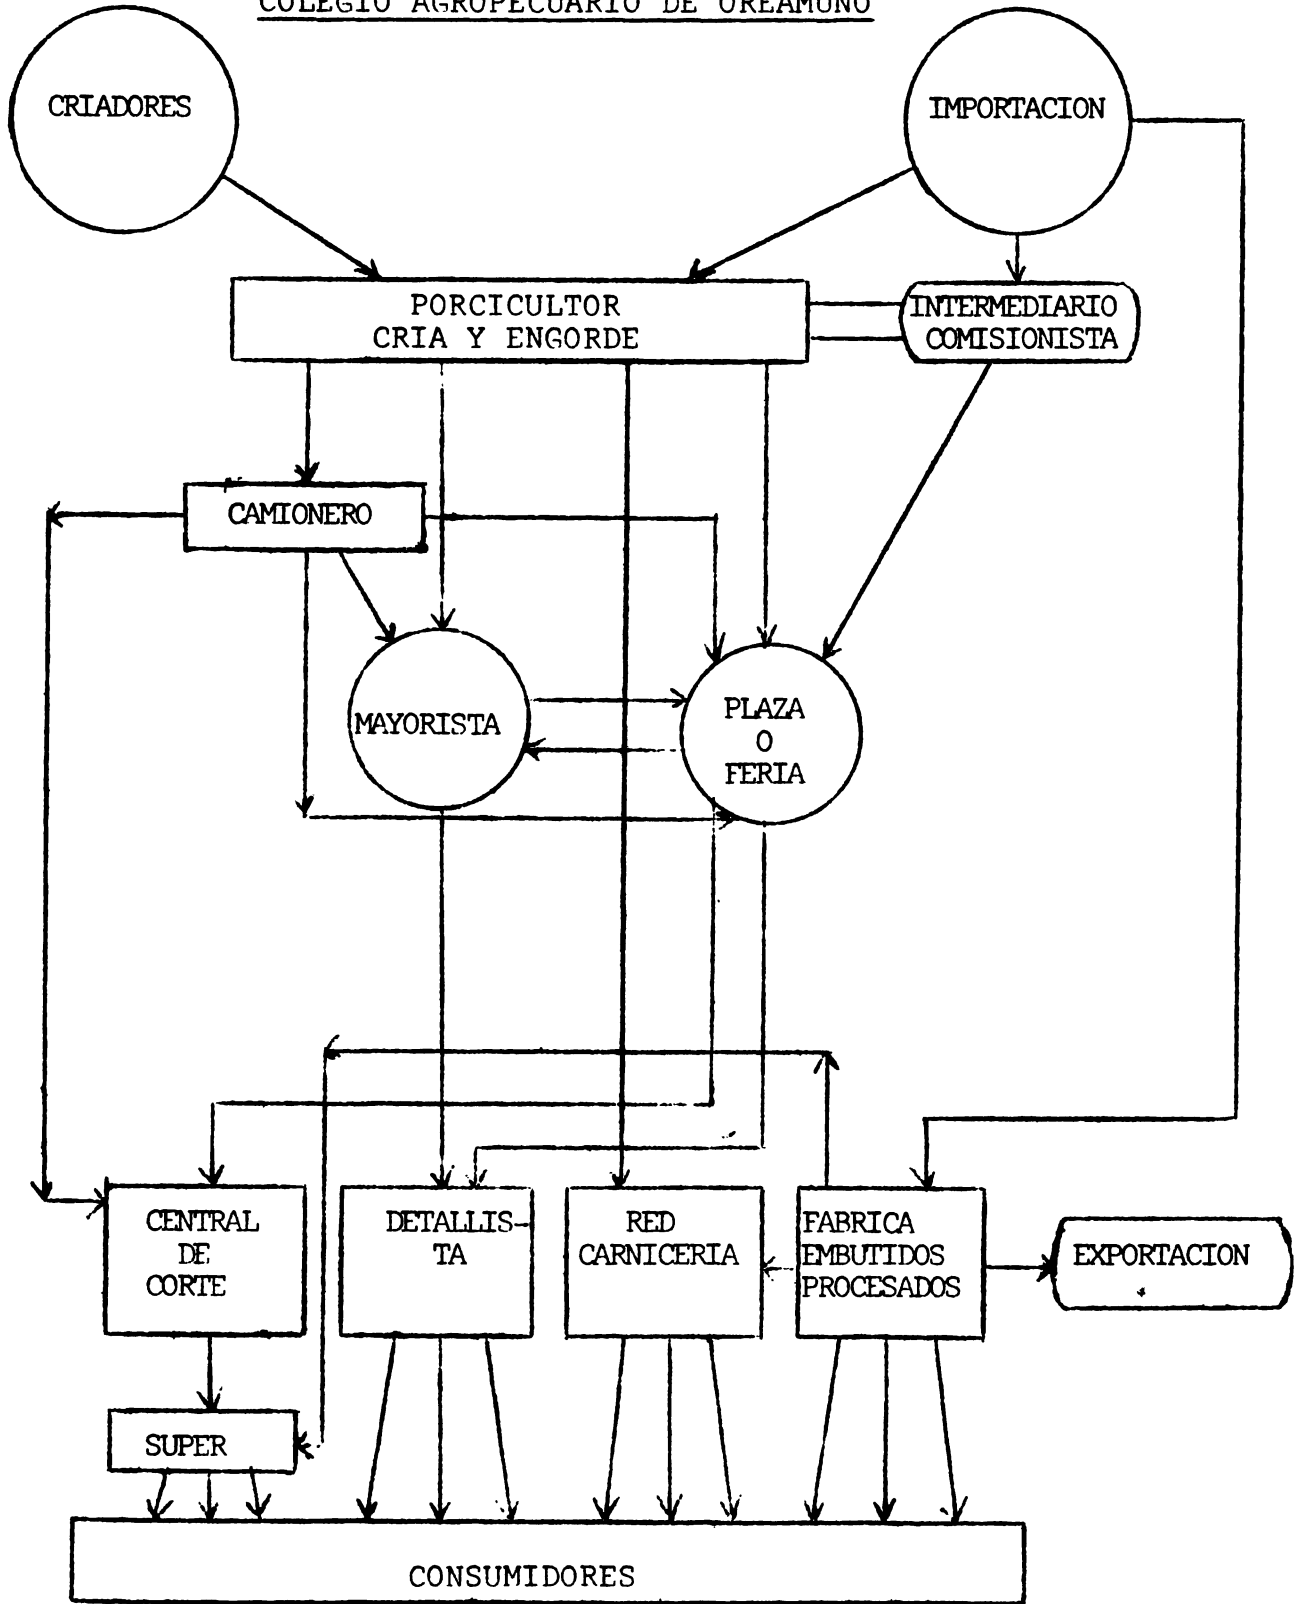 COLEGIO AGROPECUARIO DE OREAMUNO
CRIADORES
IMPORTACION
PORCICULTOR
CRIA Y ENGORDE
INTERMEDIARIO
COMISIONISTA
CAMIONERO
MAYORISTA
PLAZA
O
FERIA
CENTRAL
DE
CORTE
DETALLIS-
TA
RED
CARNICERIA
FABRICA
EMBUTIDOS
PROCESADOS
EXPORTACION
SUPER
CONSUMIDORES